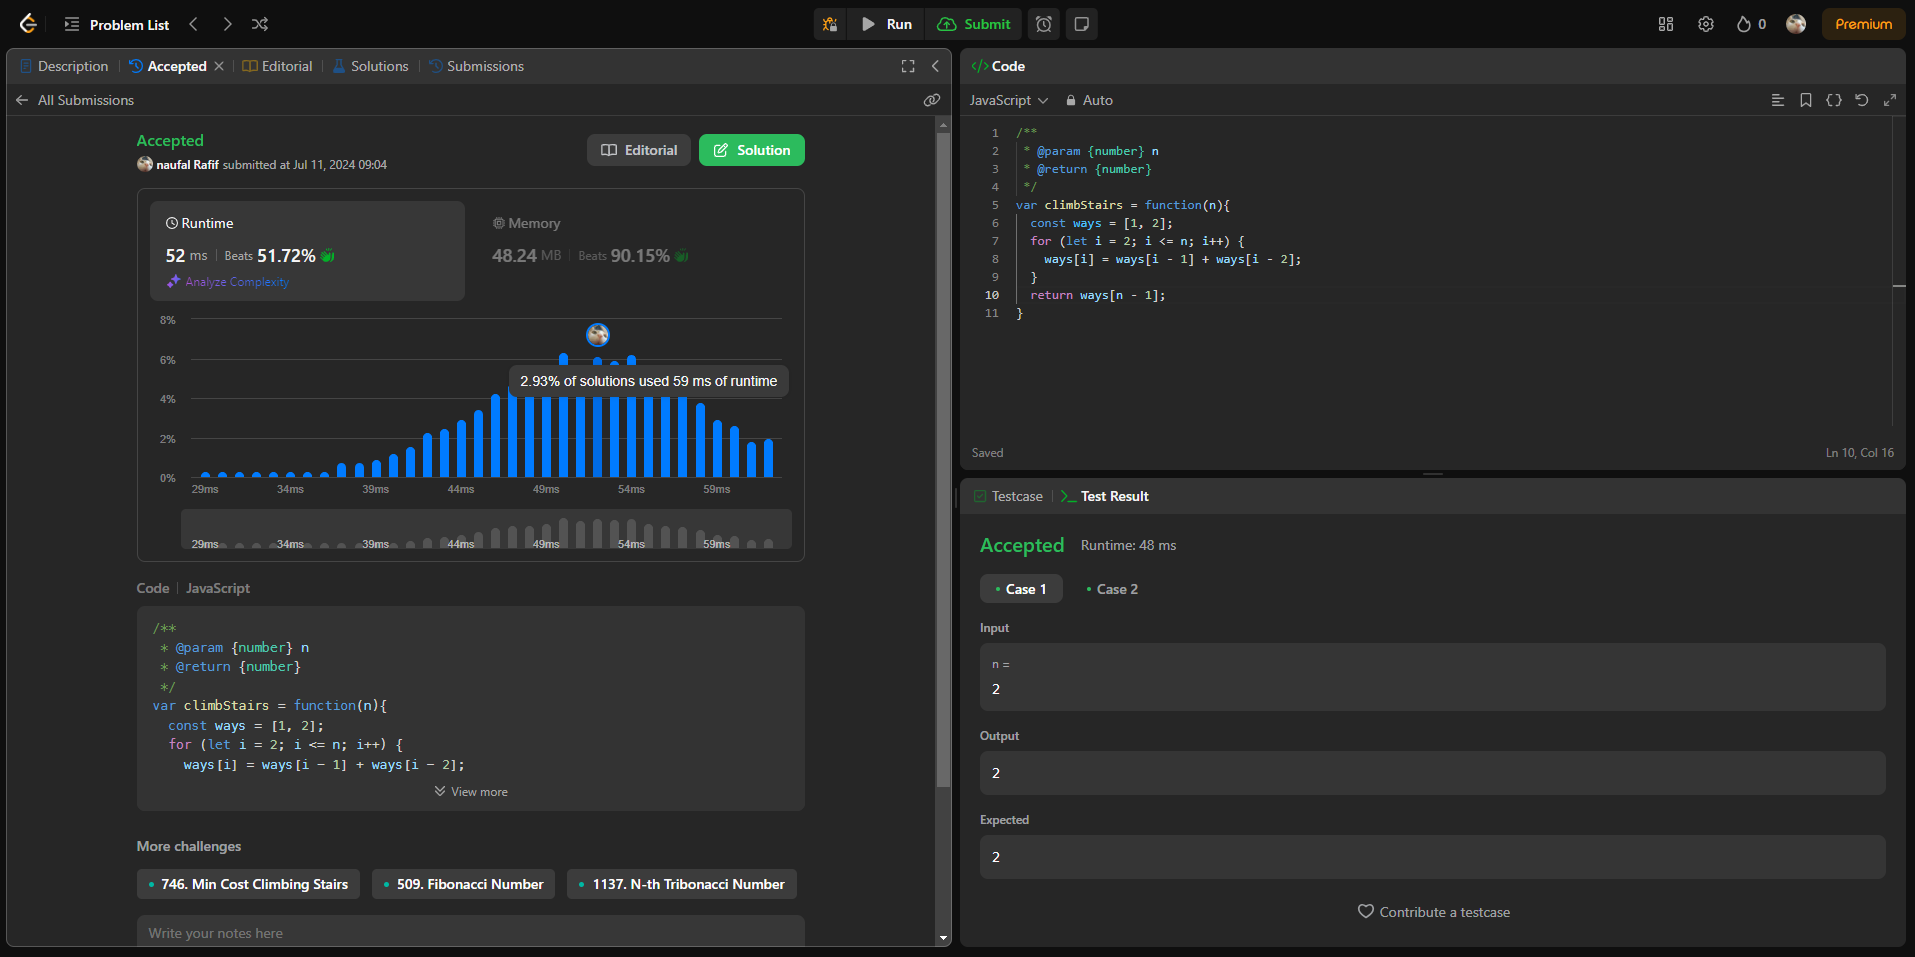 Problem List
Run
Submit
0
Premium
Description
Accepted
Editorial
Solutions
Submissions
All Submissions
Accepted
naufal Rafif submitted at Jul 11, 2024 09:04
Editorial
Solution
Runtime
52 ms
Beats 51.72%
Analyze Complexity
Memory
48.24 MB
Beats 90.15%
8%
6%
4%
2%
0%
2.93% of solutions used 59 ms of runtime
29ms 34ms 39ms 44ms 49ms 54ms 59ms
29ms 34ms 39ms 44ms 49ms 54ms 59ms
Code
JavaScript
/**
* @param {number} n
* @return {number}
*/
var climbStairs = function(n){
const ways = [1, 2];
for (let i = 2; i <= n; i++) {
ways[i] = ways[i - 1] + ways[i - 2];
View more
More challenges
746. Min Cost Climbing Stairs
509. Fibonacci Number
1137. N-th Tribonacci Number
Write your notes here
Code
JavaScript
Auto
1 /**
2 * @param {number} n
3 * @return {number}
4 */
5 var climbStairs = function(n){
6 const ways = [1, 2];
7 for (let i = 2; i <= n; i++) {
8 ways[i] = ways[i - 1] + ways[i - 2];
9 }
10 return ways[n - 1];
11 }
Saved
Ln 10, Col 16
Testcase
Test Result
Accepted
Runtime: 48 ms
Case 1
Case 2
Input
n =
2
Output
2
Expected
2
Contribute a testcase